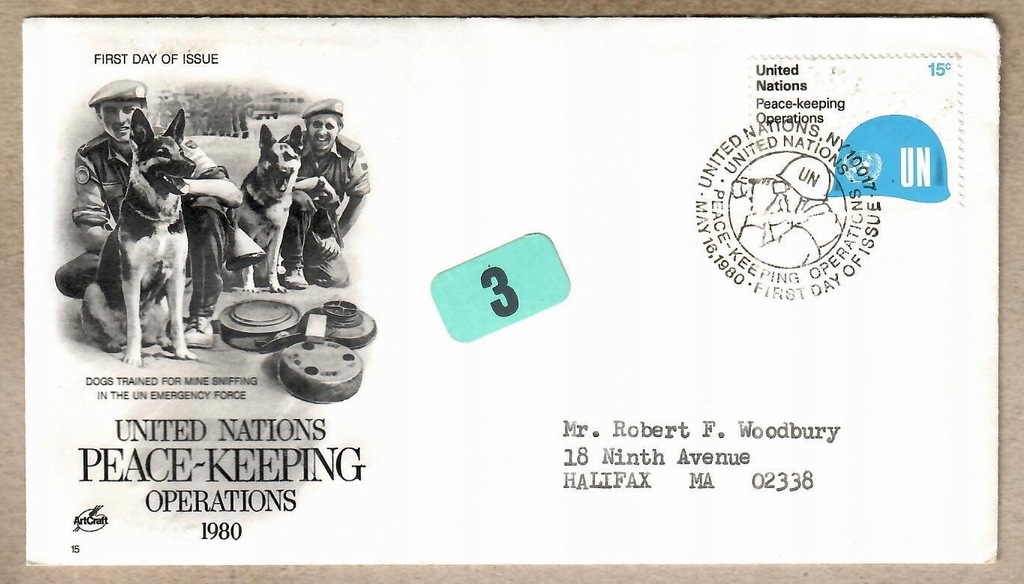 FIRST DAY OF ISSUE
DOGS TRAINED FOR MINE SNIFFING
IN THE UN EMERGENCY FORCE
UNITED NATIONS
PEACE-KEEPING
OPERATIONS
1980
ArtCraft
15
3
United
Nations
Peace-keeping
Operations
15c
UN
UNITED NATIONS, NY 10017
UNITED NATIONS
PEACE-KEEPING OPERATIONS
UN
MAY 16, 1980 · FIRST DAY OF ISSUE
Mr. Robert F. Woodbury
18 Ninth Avenue
HALIFAX MA 02338